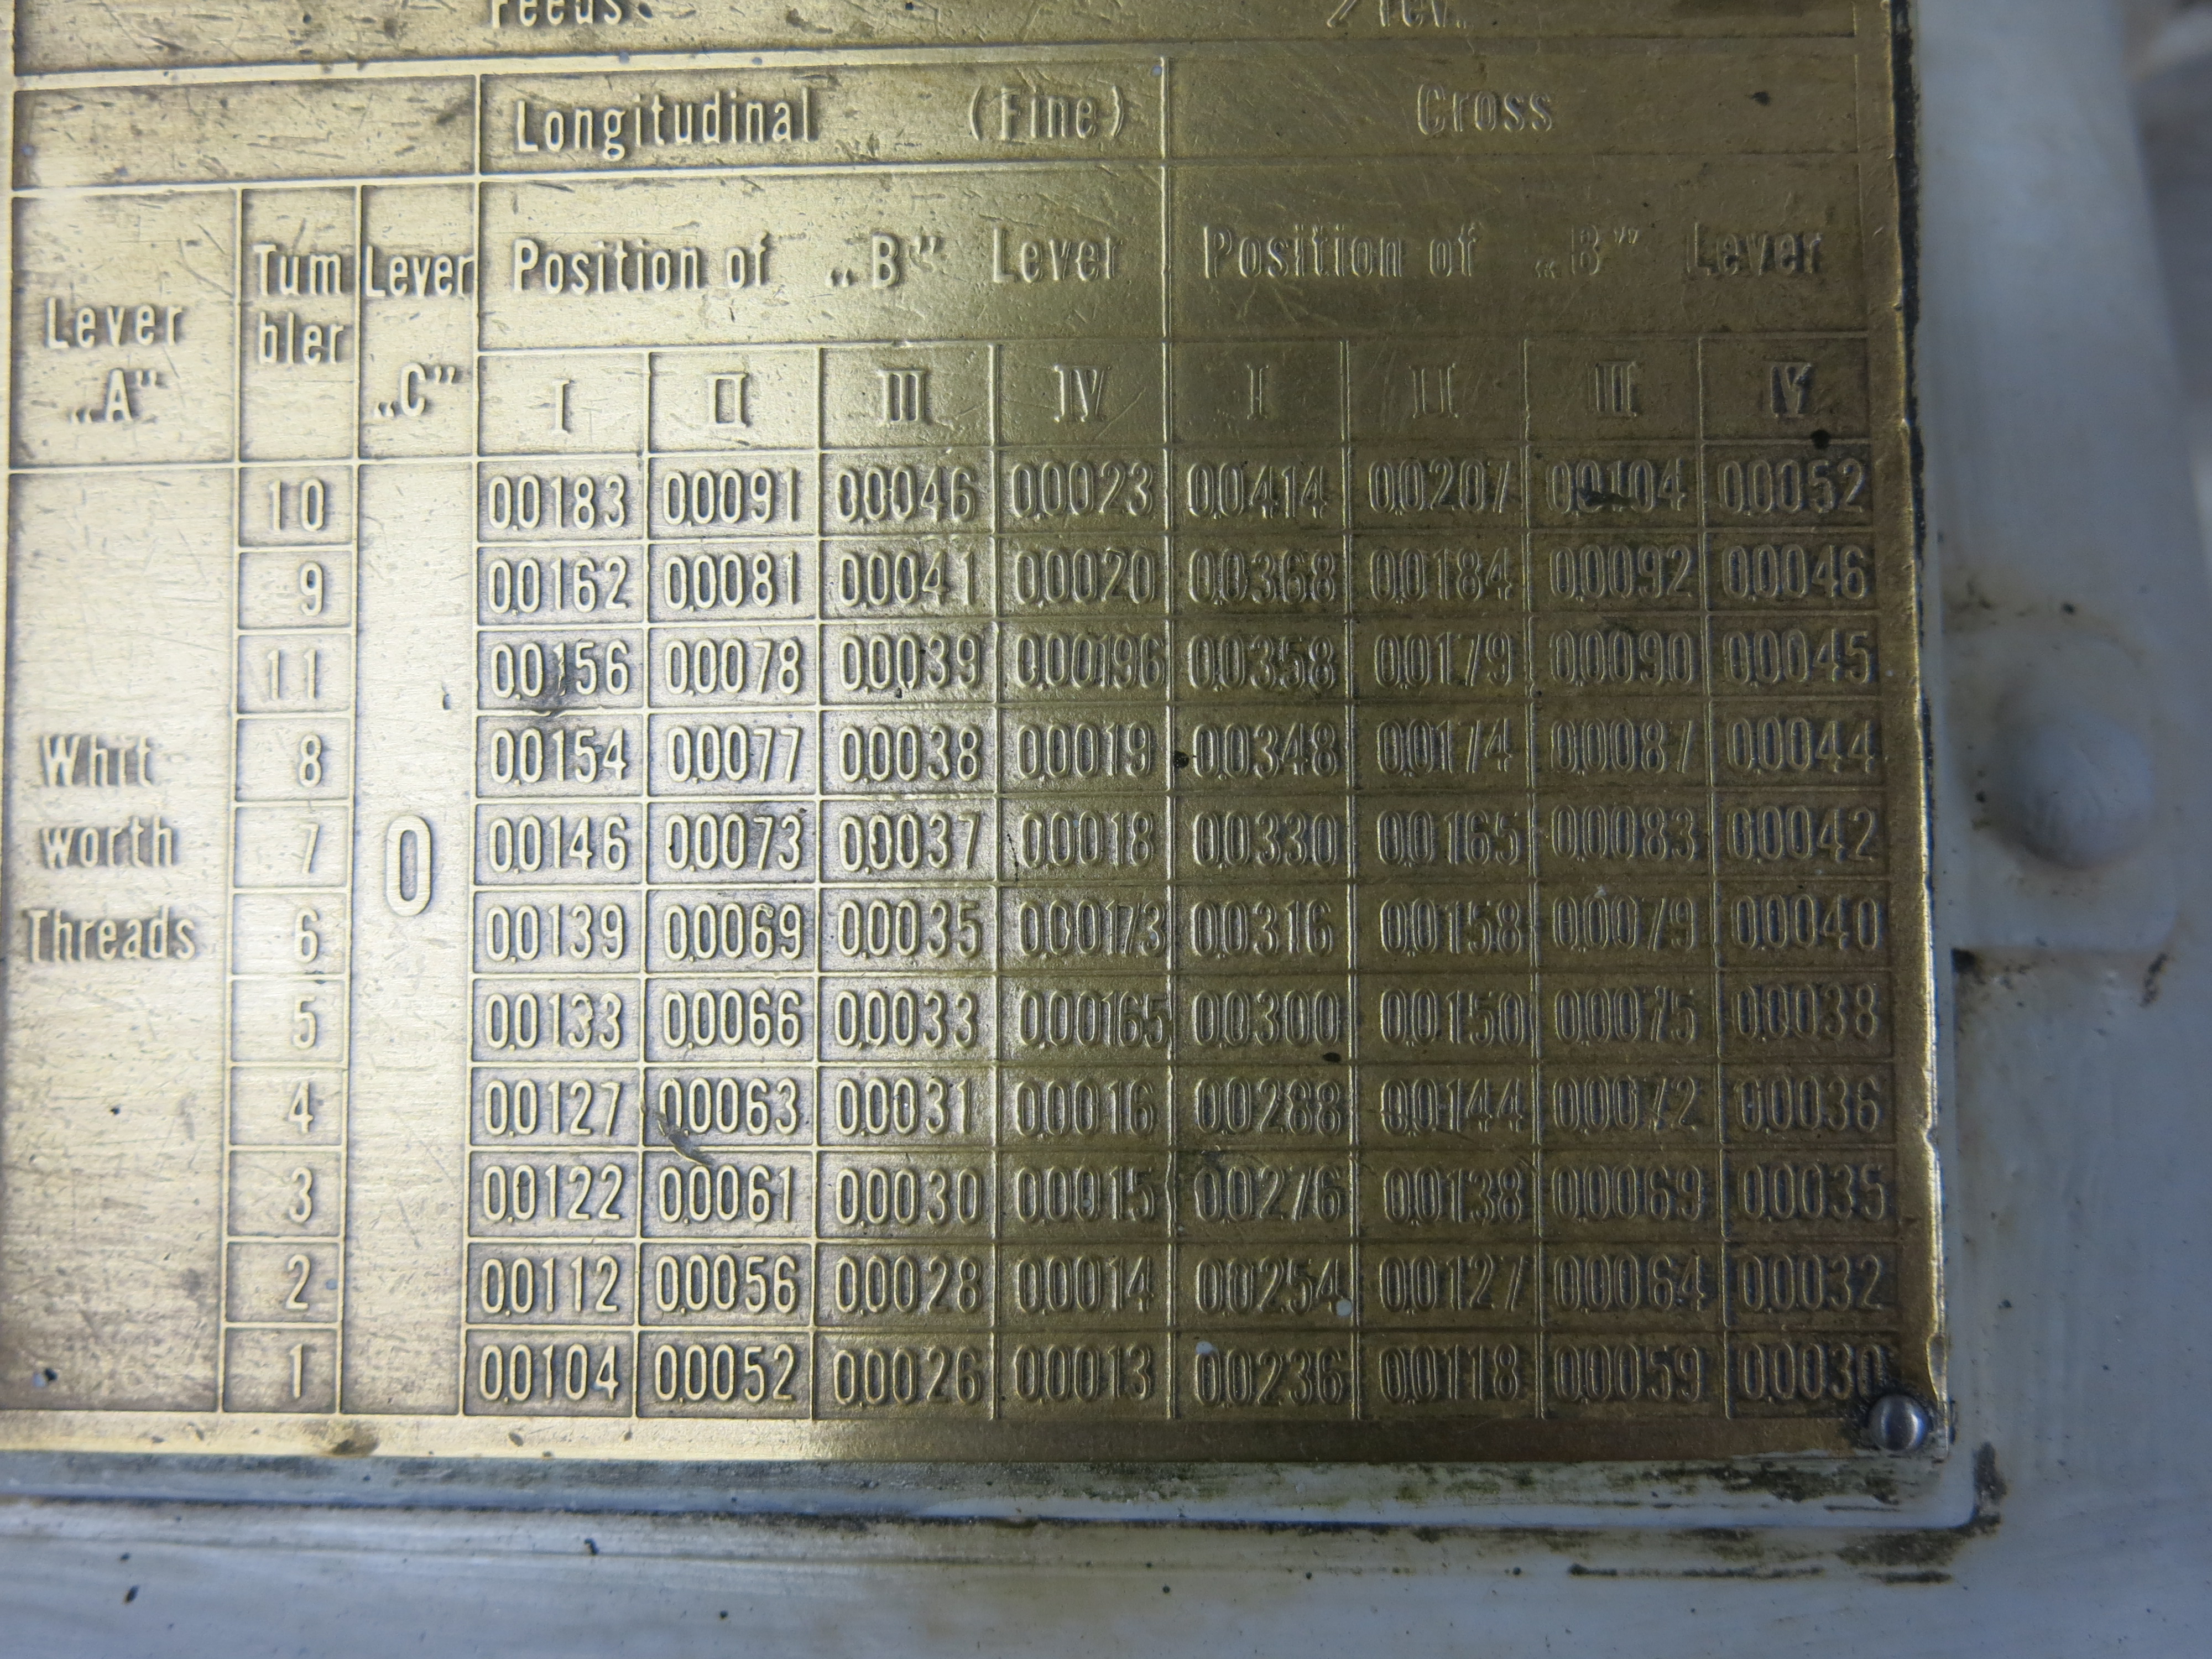 Feeds /rev.
Longitudinal (Fine) Cross
Lever „A” Tum bler Lever „C” Position of „B” Lever Position of „B” Lever
I II III IV I II III IV
Whit worth Threads 0
10 0.0183 0.0091 0.0046 0.0023 0.0414 0.0207 0.0104 0.0052
9 0.0162 0.0081 0.0041 0.0020 0.0368 0.0184 0.0092 0.0046
11 0.0156 0.0078 0.0039 0.00196 0.0358 0.0179 0.0090 0.0045
8 0.0154 0.0077 0.0038 0.0019 0.0348 0.0174 0.0087 0.0044
7 0.0146 0.0073 0.0037 0.0018 0.0330 0.0165 0.0083 0.0042
6 0.0139 0.0069 0.0035 0.00173 0.0316 0.0158 0.0079 0.0040
5 0.0133 0.0066 0.0033 0.00165 0.0300 0.0150 0.0075 0.0038
4 0.0127 0.0063 0.0031 0.0016 0.0288 0.0144 0.0072 0.0036
3 0.0122 0.0061 0.0030 0.0015 0.0276 0.0138 0.0069 0.0035
2 0.0112 0.0056 0.0028 0.0014 0.0254 0.0127 0.0064 0.0032
1 0.0104 0.0052 0.0026 0.0013 0.0236 0.0118 0.0059 0.0030